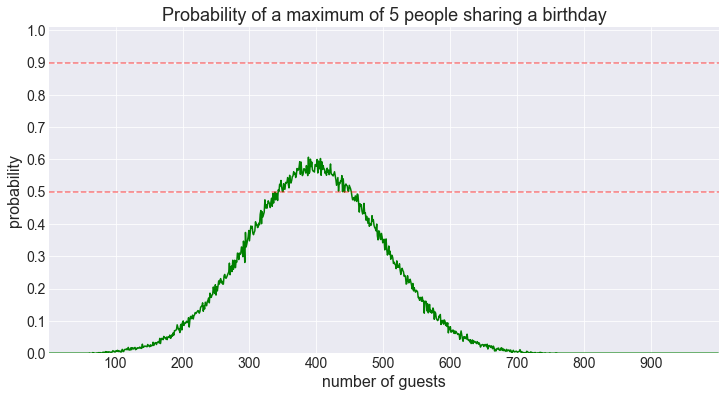 Probability of a maximum of 5 people sharing a birthday
1.0
0.9
0.8
0.7
0.6
0.5
0.4
0.3
0.2
0.1
0.0
probability
100 200 300 400 500 600 700 800 900
number of guests